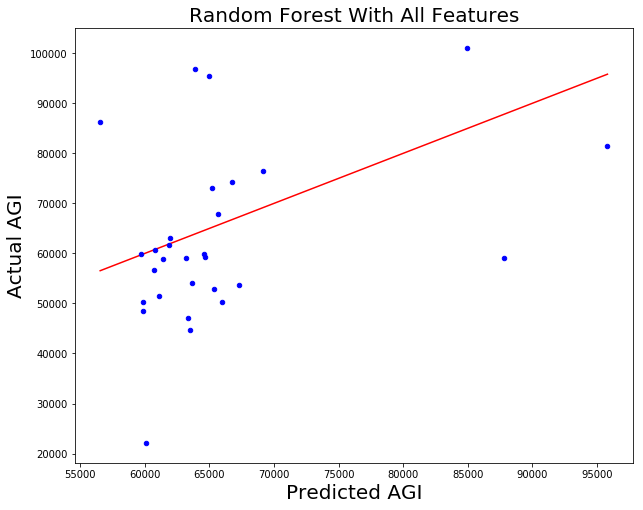 Random Forest With All Features
100000
90000
80000
70000
60000
50000
40000
30000
20000
Actual AGI
55000 60000 65000 70000 75000 80000 85000 90000 95000
Predicted AGI